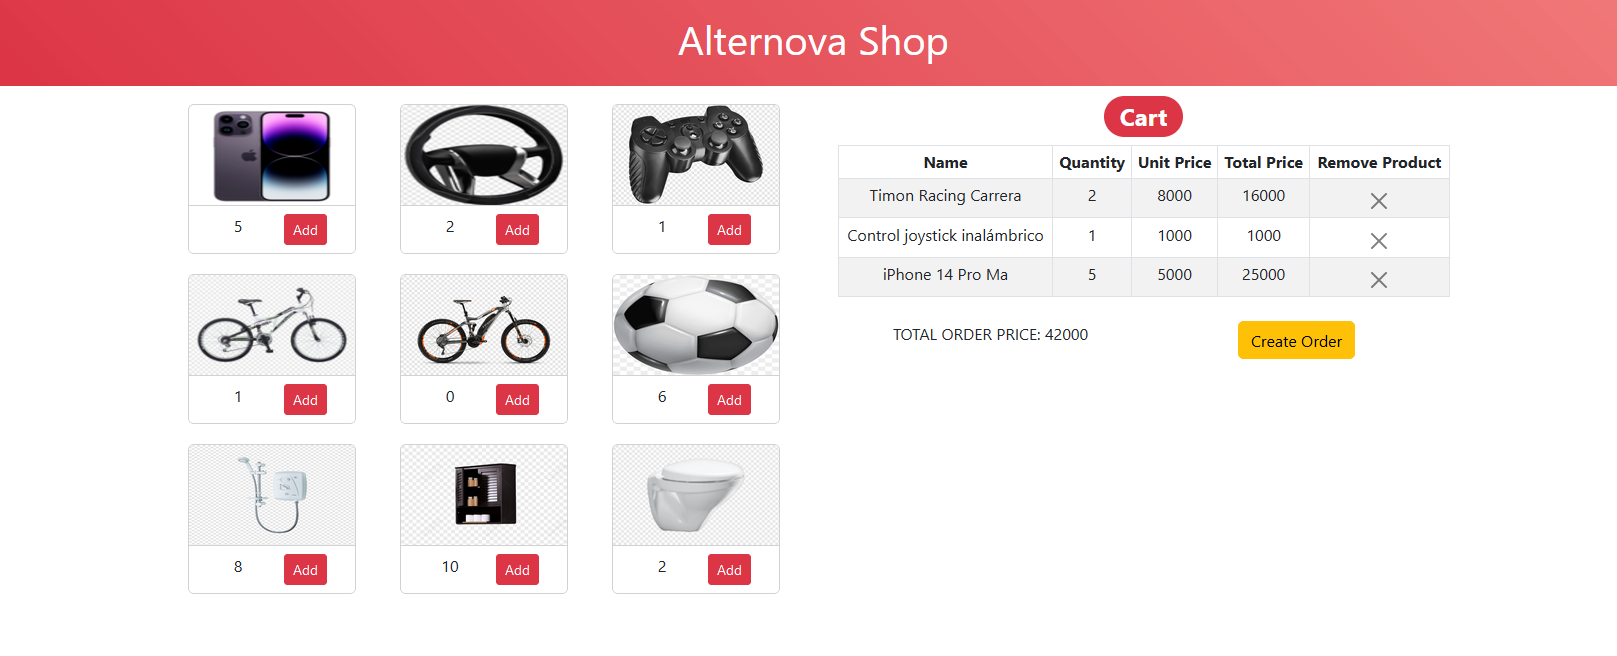 Alternova Shop
5 Add
2 Add
1 Add
1 Add
0 Add
6 Add
8 Add
10 Add
2 Add
Cart
Name Quantity Unit Price Total Price Remove Product
Timon Racing Carrera 2 8000 16000
Control joystick inalámbrico 1 1000 1000
iPhone 14 Pro Ma 5 5000 25000
TOTAL ORDER PRICE: 42000
Create Order